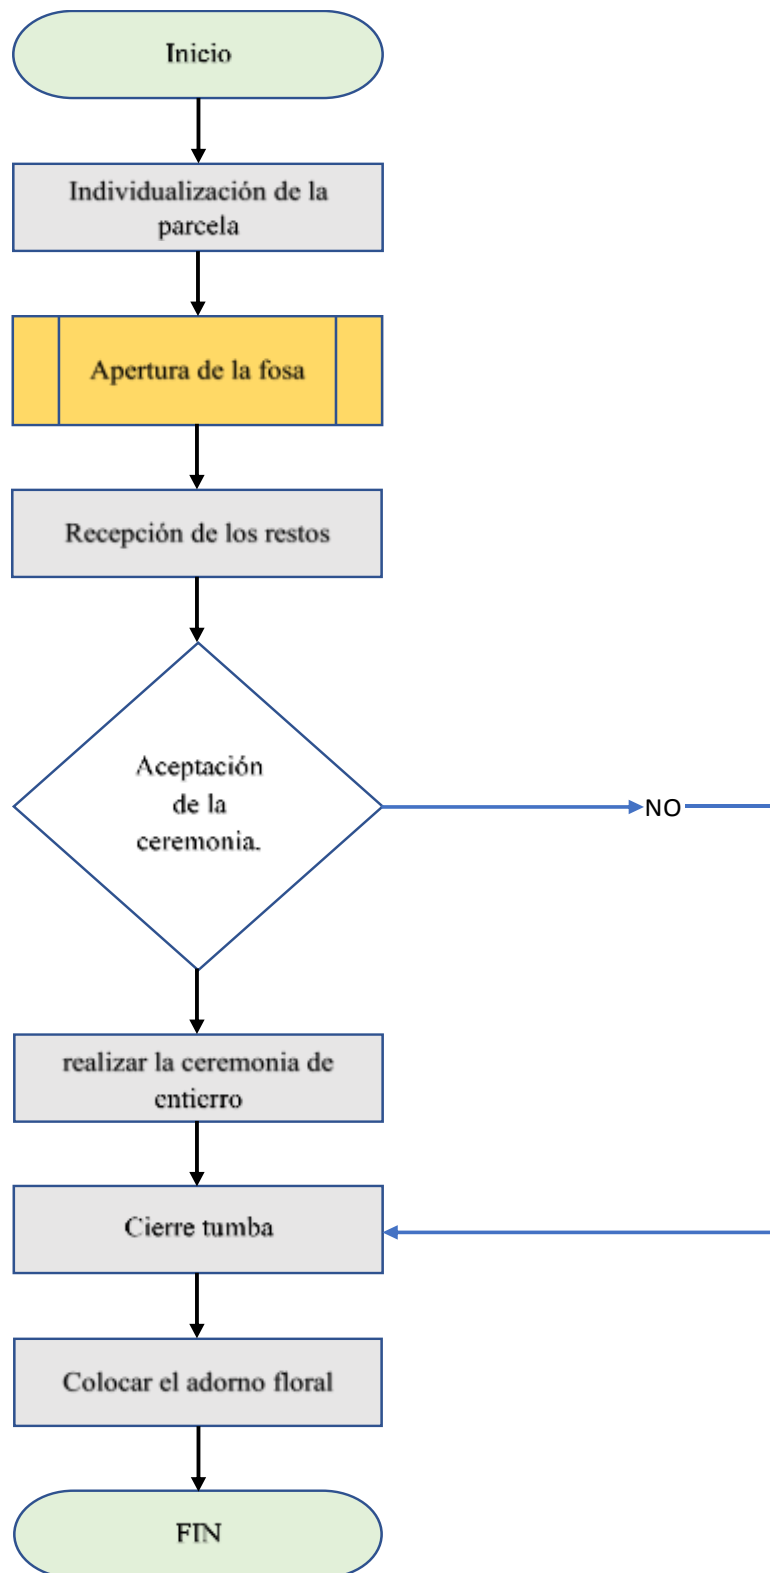 Inicio
Individualización de la
parcela
Apertura de la fosa
Recepción de los restos
Aceptación
de la
ceremonia.
NO
realizar la ceremonia de
entierro
Cierre tumba
Colocar el adorno floral
FIN